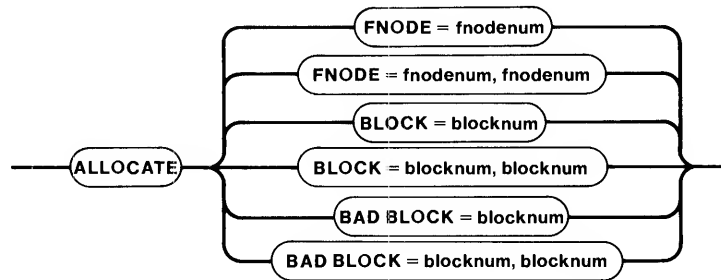 FNODE = fnodenum
FNODE = fnodenum, fnodenum
BLOCK = blocknum
ALLOCATE
BLOCK = blocknum, blocknum
BAD BLOCK = blocknum
BAD BLOCK = blocknum, blocknum